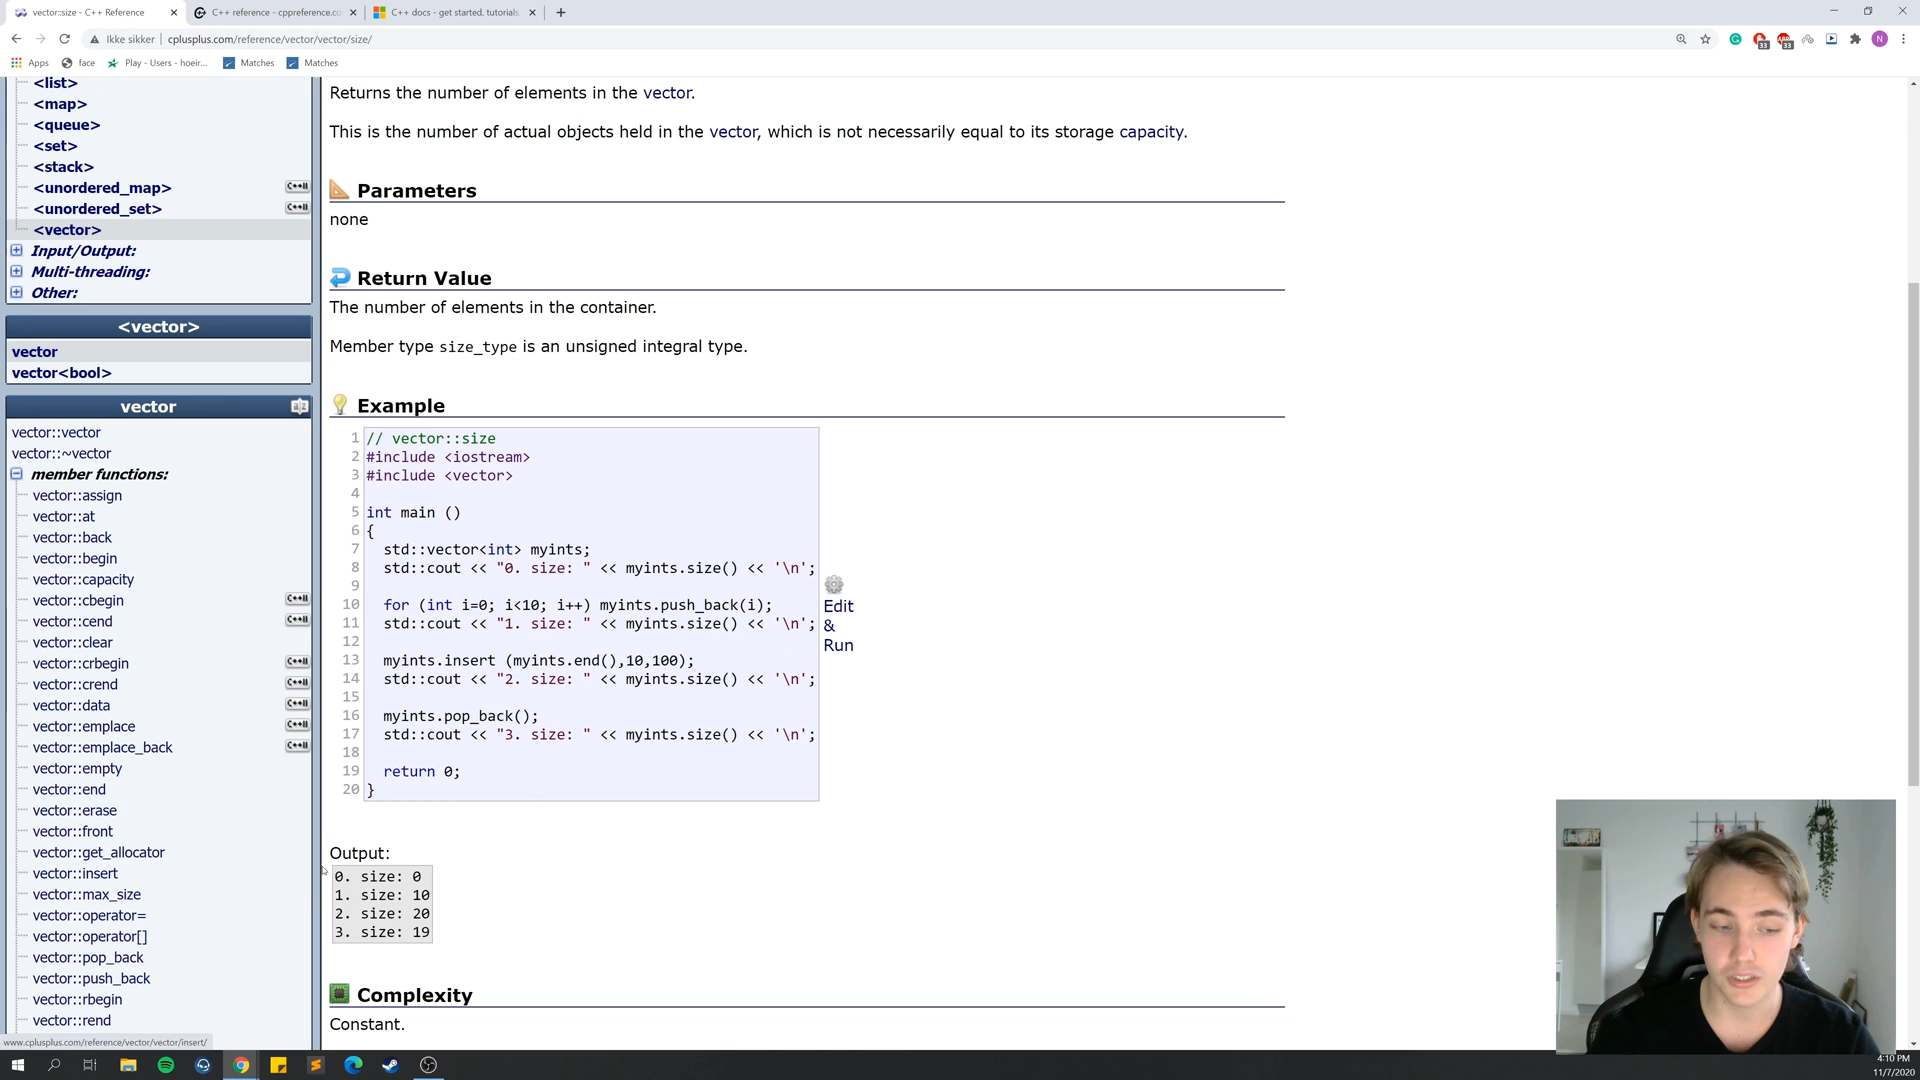 vector::size - C++ Reference
C++ reference - cppreference.co
C++ docs - get started, tutorials,
Ikke sikker
cplusplus.com/reference/vector/vector/size/
N
Apps
face
Play - Users - hoeir...
Matches
Matches
33
33
<list>
<map>
<queue>
<set>
<stack>
<unordered_map>
C++11
<unordered_set>
C++11
<vector>
Input/Output:
Multi-threading:
Other:
<vector>
vector
vector<bool>
vector
vector::vector
vector::~vector
member functions:
vector::assign
vector::at
vector::back
vector::begin
vector::capacity
vector::cbegin
C++11
vector::cend
C++11
vector::clear
vector::crbegin
C++11
vector::crend
C++11
vector::data
C++11
vector::emplace
C++11
vector::emplace_back
C++11
vector::empty
vector::end
vector::erase
vector::front
vector::get_allocator
vector::insert
vector::max_size
vector::operator=
vector::operator[]
vector::pop_back
vector::push_back
vector::rbegin
vector::rend
www.cplusplus.com/reference/vector/vector/insert/
Returns the number of elements in the vector.
This is the number of actual objects held in the vector, which is not necessarily equal to its storage capacity.
Parameters
none
Return Value
The number of elements in the container.
Member type size_type is an unsigned integral type.
Example
1 // vector::size
2 #include <iostream>
3 #include <vector>
4
5 int main ()
6 {
7 std::vector<int> myints;
8 std::cout << "0. size: " << myints.size() << '\n';
9
10 for (int i=0; i<10; i++) myints.push_back(i);
11 std::cout << "1. size: " << myints.size() << '\n';
12
13 myints.insert (myints.end(),10,100);
14 std::cout << "2. size: " << myints.size() << '\n';
15
16 myints.pop_back();
17 std::cout << "3. size: " << myints.size() << '\n';
18
19 return 0;
20 }
Edit
&
Run
Output:
0. size: 0
1. size: 10
2. size: 20
3. size: 19
Complexity
Constant.
4:10 PM
11/7/2020